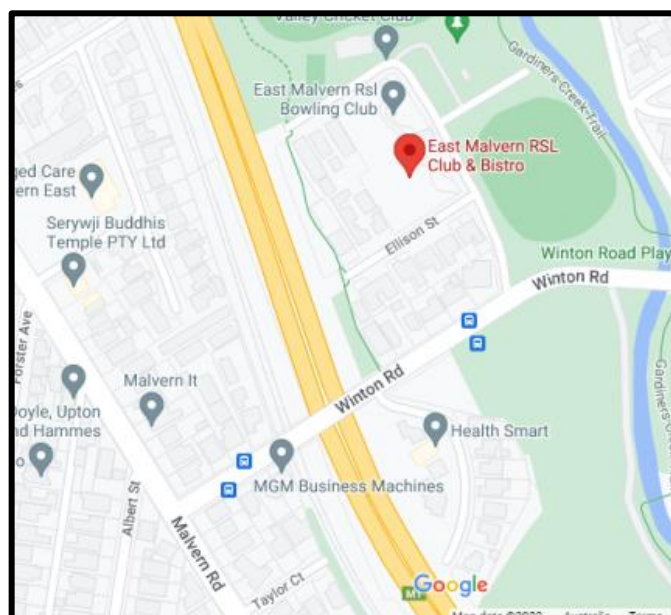 Valley Cricket Club
East Malvern Rsl
Bowling Club
Gardiners Creek Trail
East Malvern RSL
Club & Bistro
ged Care
ern East
Serywji Buddhis
Temple PTY Ltd
Ellison St
Winton Road Play
Winton Rd
Forster Ave
Malvern It
Winton Rd
Doyle, Upton
nd Hammes
o
Health Smart
MGM Business Machines
Albert St
Malvern Rd
Taylor Ct
M1
Google